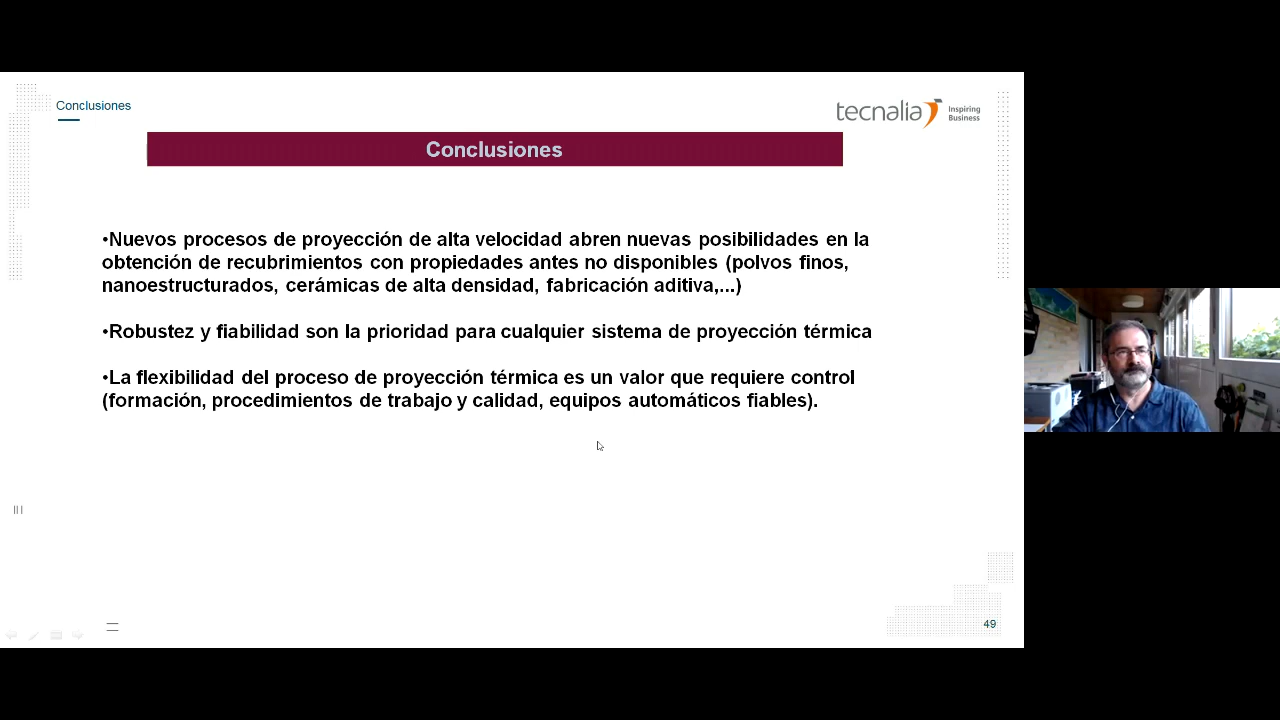 Conclusiones
tecnalia Inspiring
Business
Conclusiones
•Nuevos procesos de proyección de alta velocidad abren nuevas posibilidades en la
obtención de recubrimientos con propiedades antes no disponibles (polvos finos,
nanoestructurados, cerámicas de alta densidad, fabricación aditiva,...)
•Robustez y fiabilidad son la prioridad para cualquier sistema de proyección térmica
•La flexibilidad del proceso de proyección térmica es un valor que requiere control
(formación, procedimientos de trabajo y calidad, equipos automáticos fiables).
49